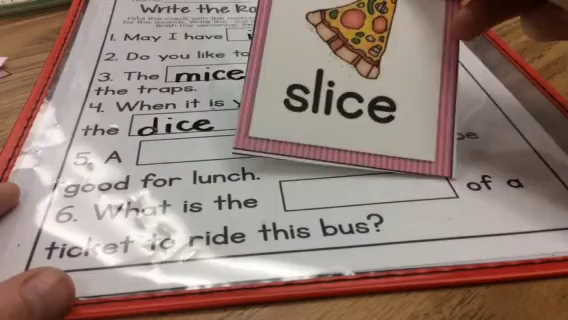 Write the
1. May I have
2. Do you like to
3. The mice
the traps.
4. When it is
the dice
5. A
good for lunch.
6. What is the of a
ticket to ride this bus?
slice